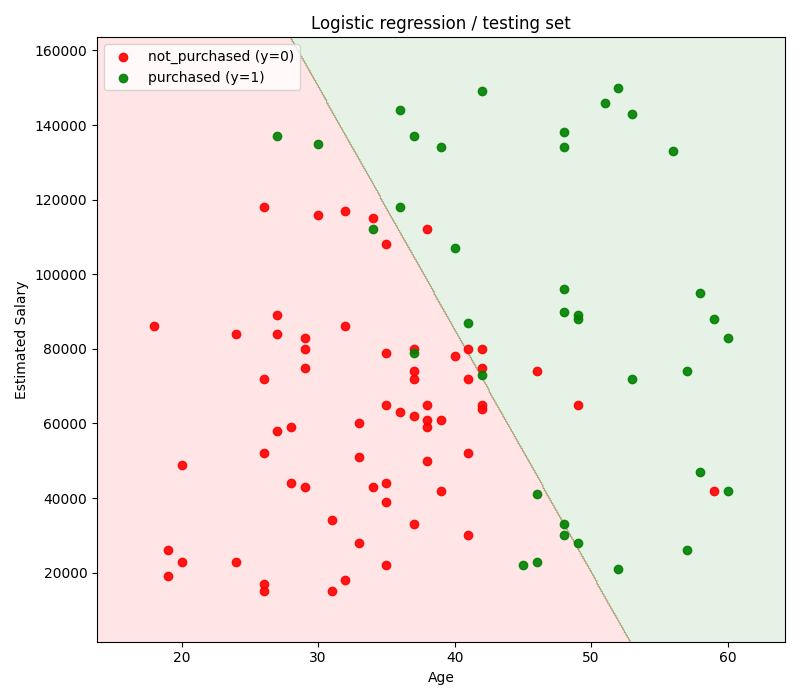 Logistic regression / testing set
not_purchased (y=0)
purchased (y=1)
160000
140000
120000
100000
80000
60000
40000
20000
Estimated Salary
20 30 40 50 60
Age